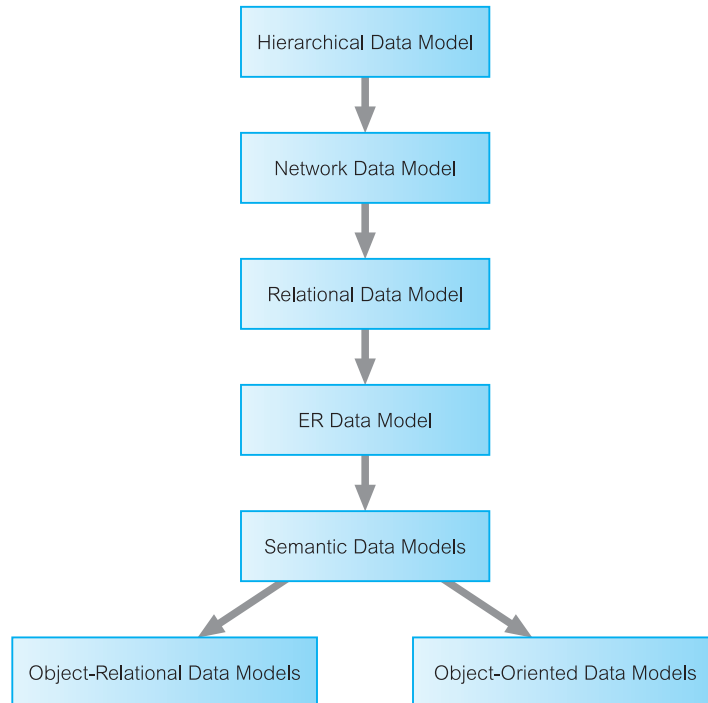 Hierarchical Data Model
Network Data Model
Relational Data Model
ER Data Model
Semantic Data Models
Object-Relational Data Models
Object-Oriented Data Models